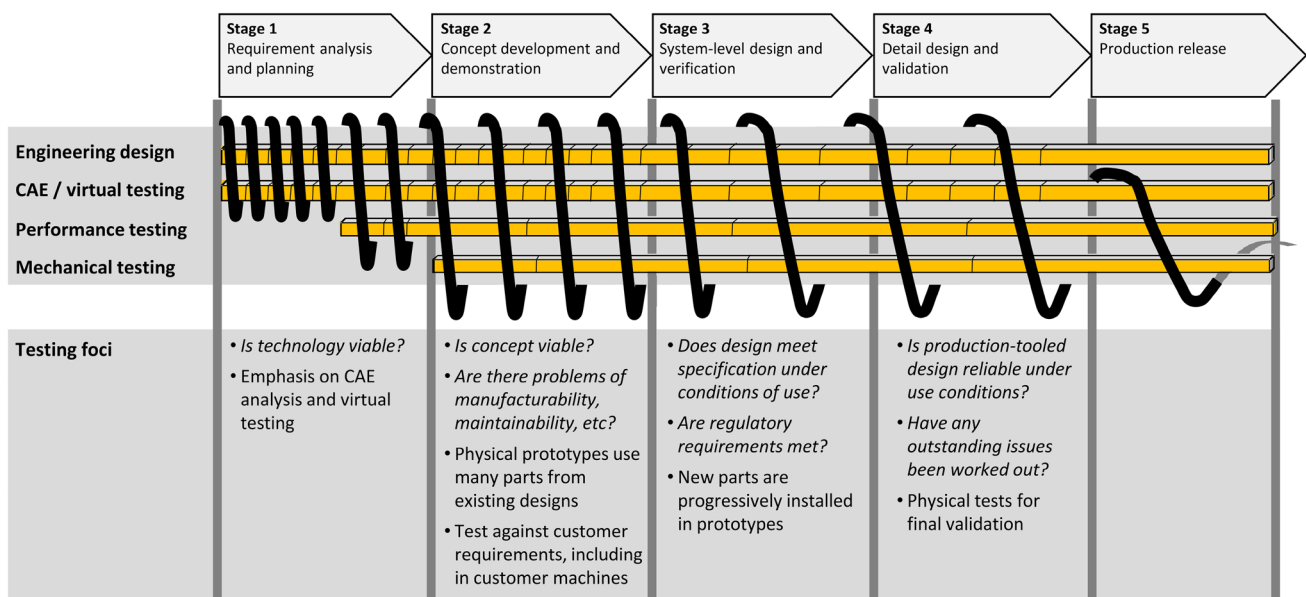 Stage 1
Requirement analysis
and planning
Stage 2
Concept development and
demonstration
Stage 3
System-level design and
verification
Stage 4
Detail design and
validation
Stage 5
Production release
Engineering design
CAE / virtual testing
Performance testing
Mechanical testing
Testing foci
• Is technology viable?
• Emphasis on CAE
analysis and virtual
testing
• Is concept viable?
• Are there problems of
manufacturability,
maintainability, etc?
• Physical prototypes use
many parts from
existing designs
• Test against customer
requirements, including
in customer machines
• Does design meet
specification under
conditions of use?
• Are regulatory
requirements met?
• New parts are
progressively installed
in prototypes
• Is production-tooled
design reliable under
use conditions?
• Have any
outstanding issues
been worked out?
• Physical tests for
final validation